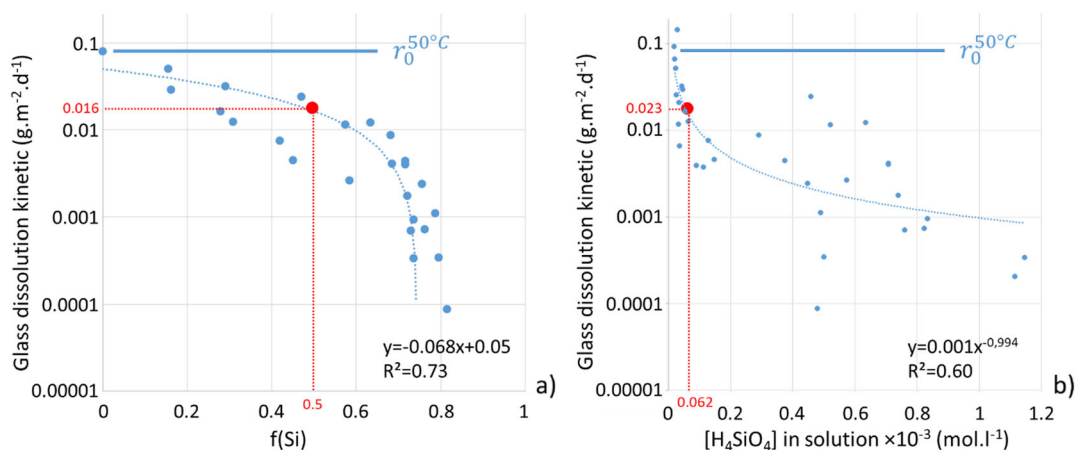 r₀⁵⁰°ᶜ
Glass dissolution kinetic (g.m⁻².d⁻¹)
0.1
0.016
0.01
0.001
0.0001
0.00001
y=-0.068x+0.05
R²=0.73
a)
0
0.2
0.4
0.5
0.6
0.8
1
f(Si)
r₀⁵⁰°ᶜ
Glass dissolution kinetic (g.m⁻².d⁻¹)
0.1
0.023
0.01
0.001
0.0001
0.00001
y=0.001x⁻⁰,⁹⁹⁴
R²=0.60
b)
0
0.062
0.2
0.4
0.6
0.8
1
1.2
[H₄SiO₄] in solution ×10⁻³ (mol.l⁻¹)